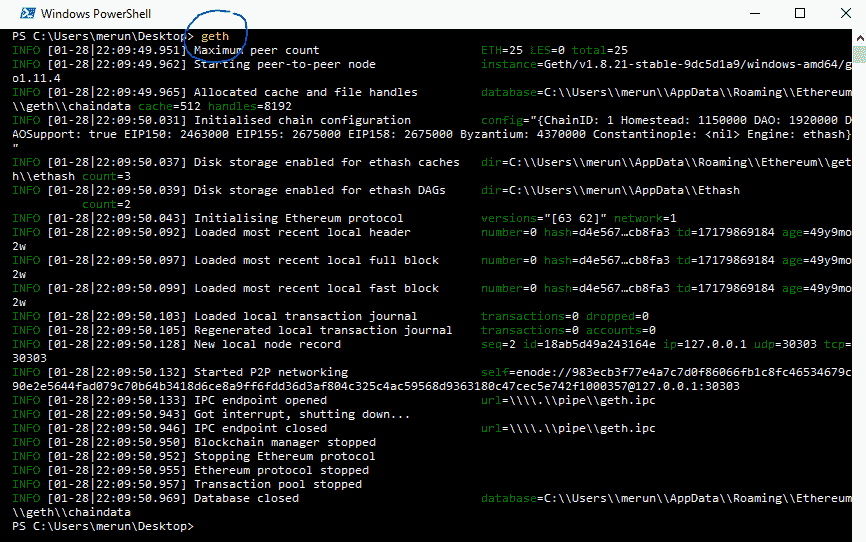 Windows PowerShell
PS C:\Users\merun\Desktop> geth
INFO [01-28|22:09:49.951] Maximum peer count                       ETH=25 LES=0 total=25
INFO [01-28|22:09:49.962] Starting peer-to-peer node               instance=Geth/v1.8.21-stable-9dc5d1a9/windows-amd64/g
o1.11.4
INFO [01-28|22:09:49.965] Allocated cache and file handles         database=C:\\Users\\merun\\AppData\\Roaming\\Ethereum
\\geth\\chaindata cache=512 handles=8192
INFO [01-28|22:09:50.031] Initialised chain configuration          config="{ChainID: 1 Homestead: 1150000 DAO: 1920000 D
AOSupport: true EIP150: 2463000 EIP155: 2675000 EIP158: 2675000 Byzantium: 4370000 Constantinople: <nil> Engine: ethash}
"
INFO [01-28|22:09:50.037] Disk storage enabled for ethash caches   dir=C:\\Users\\merun\\AppData\\Roaming\\Ethereum\\get
h\\ethash count=3
INFO [01-28|22:09:50.039] Disk storage enabled for ethash DAGs     dir=C:\\Users\\merun\\AppData\\Ethash
          count=2
INFO [01-28|22:09:50.043] Initialising Ethereum protocol           versions="[63 62]" network=1
INFO [01-28|22:09:50.092] Loaded most recent local header          number=0 hash=d4e567…cb8fa3 td=17179869184 age=49y9mo
2w
INFO [01-28|22:09:50.097] Loaded most recent local full block      number=0 hash=d4e567…cb8fa3 td=17179869184 age=49y9mo
2w
INFO [01-28|22:09:50.099] Loaded most recent local fast block      number=0 hash=d4e567…cb8fa3 td=17179869184 age=49y9mo
2w
INFO [01-28|22:09:50.103] Loaded local transaction journal         transactions=0 dropped=0
INFO [01-28|22:09:50.105] Regenerated local transaction journal    transactions=0 accounts=0
INFO [01-28|22:09:50.128] New local node record                    seq=2 id=18ab5d49a243164e ip=127.0.0.1 udp=30303 tcp=
30303
INFO [01-28|22:09:50.132] Started P2P networking                   self=enode://983ecb3f77e4a7c7d0f86066fb1c8fc46534679c
90e2e5644fad079c70b64b3418d6ce8a9ff6fdd36d3af804c325c4ac59568d9363180c47cec5e742f1000357@127.0.0.1:30303
INFO [01-28|22:09:50.133] IPC endpoint opened                      url=\\\\.\\pipe\\geth.ipc
INFO [01-28|22:09:50.943] Got interrupt, shutting down...
INFO [01-28|22:09:50.946] IPC endpoint closed                      url=\\\\.\\pipe\\geth.ipc
INFO [01-28|22:09:50.950] Blockchain manager stopped
INFO [01-28|22:09:50.952] Stopping Ethereum protocol
INFO [01-28|22:09:50.955] Ethereum protocol stopped
INFO [01-28|22:09:50.957] Transaction pool stopped
INFO [01-28|22:09:50.969] Database closed                          database=C:\\Users\\merun\\AppData\\Roaming\\Ethereum
\\geth\\chaindata
PS C:\Users\merun\Desktop>